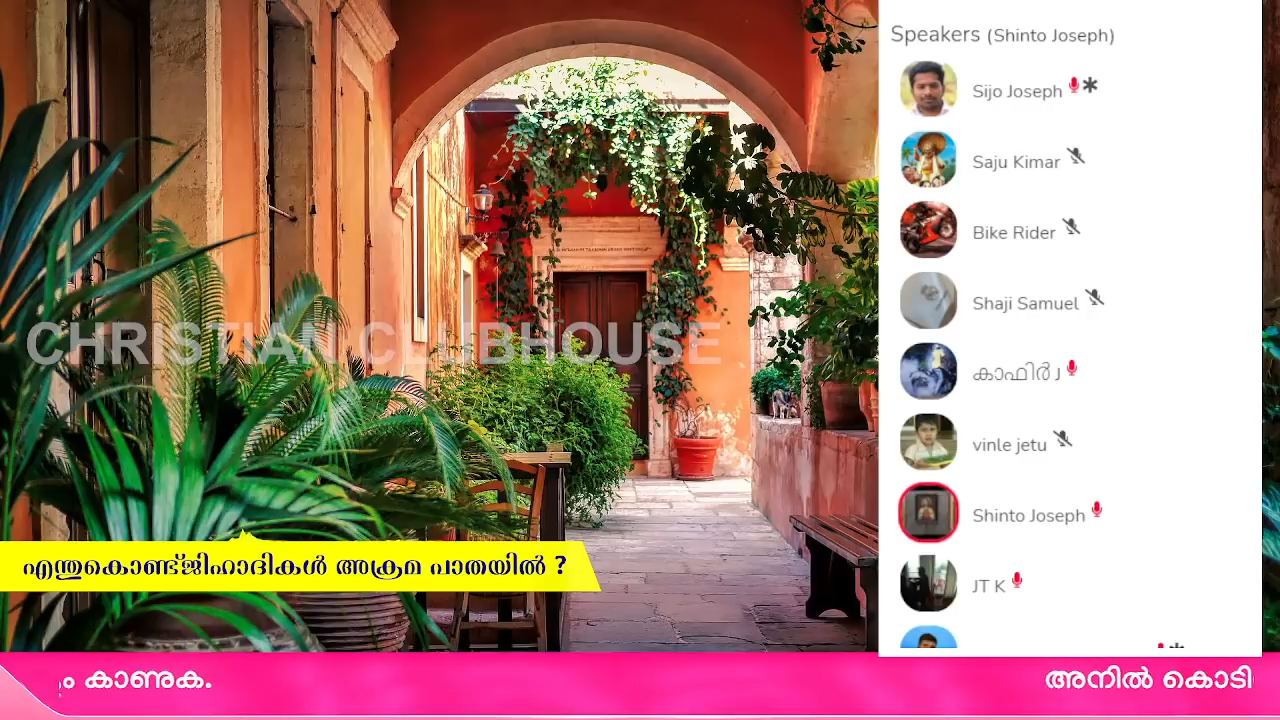 Speakers (Shinto Joseph)
Sijo Joseph
Saju Kimar
Bike Rider
Shaji Samuel
കാഫിർ J
vinle jetu
Shinto Joseph
JT K
CHRISTIAN CLUBHOUSE
എന്തുകൊണ്ട്ജിഹാദികൾ അക്രമ പാതയിൽ ?
കാണുക.
അനിൽ കൊടി